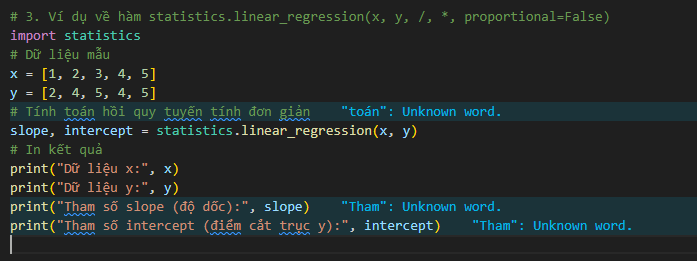 # 3. Ví dụ về hàm statistics.linear_regression(x, y, /, *, proportional=False)
import statistics
# Dữ liệu mẫu
x = [1, 2, 3, 4, 5]
y = [2, 4, 5, 4, 5]
# Tính toán hồi quy tuyến tính đơn giản "toán": Unknown word.
slope, intercept = statistics.linear_regression(x, y)
# In kết quả
print("Dữ liệu x:", x)
print("Dữ liệu y:", y)
print("Tham số slope (độ dốc):", slope) "Tham": Unknown word.
print("Tham số intercept (điểm cắt trục y):", intercept) "Tham": Unknown word.